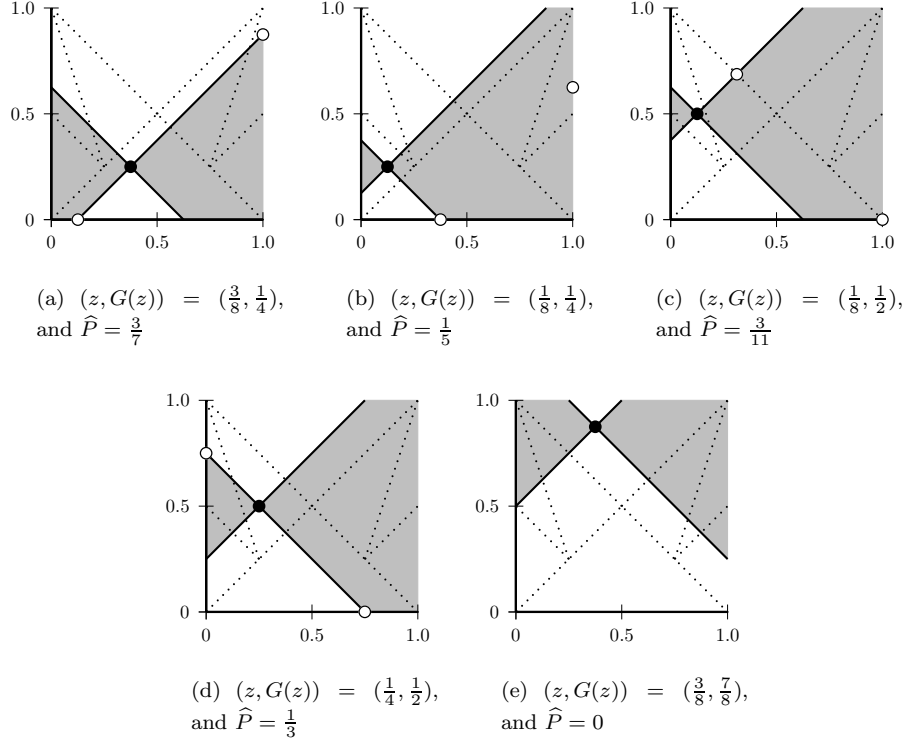 1.0 1.0 1.0
0.5 0.5 0.5
0 0 0
0 0.5 1.0 0 0.5 1.0 0 0.5 1.0
(a) (z, G(z)) = (3/8, 1/4), (b) (z, G(z)) = (1/8, 1/4), (c) (z, G(z)) = (1/8, 1/2),
and P̂ = 3/7 and P̂ = 1/5 and P̂ = 3/11
1.0 1.0
0.5 0.5
0 0
0 0.5 1.0 0 0.5 1.0
(d) (z, G(z)) = (1/4, 1/2), (e) (z, G(z)) = (3/8, 7/8),
and P̂ = 1/3 and P̂ = 0